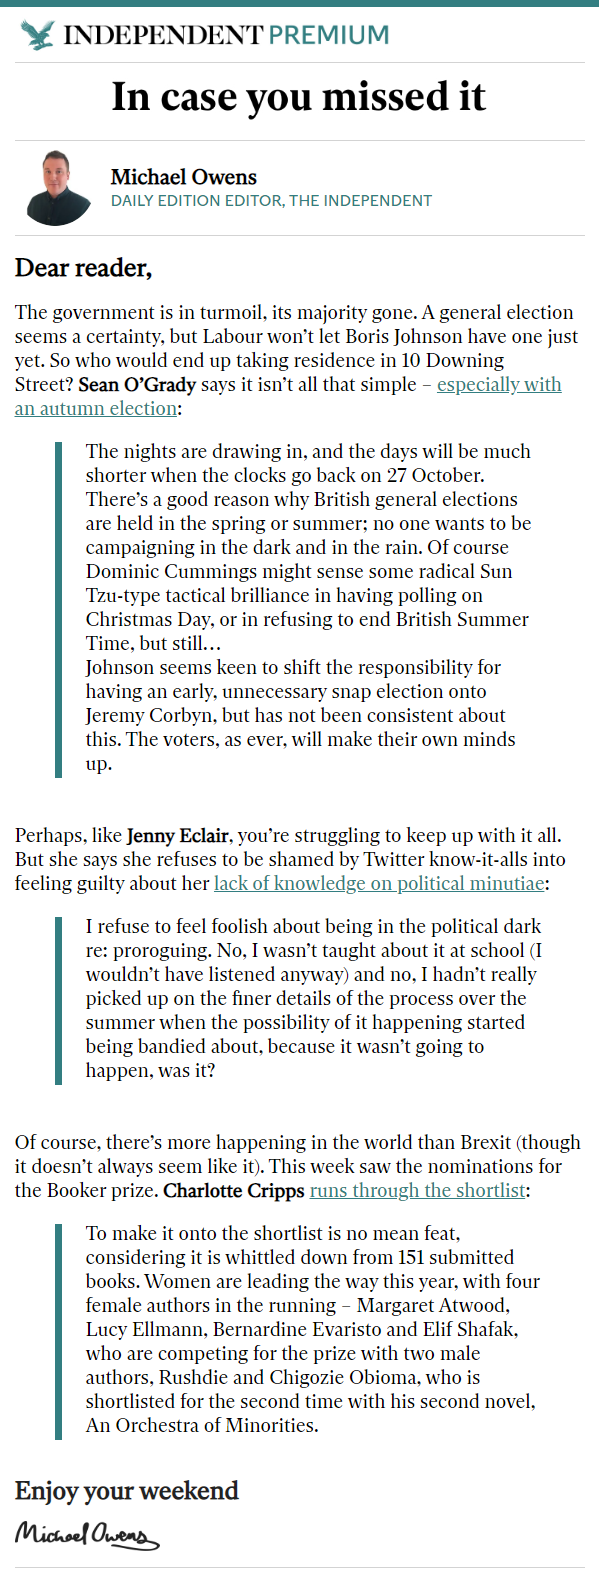 INDEPENDENT PREMIUM
In case you missed it
Michael Owens
DAILY EDITION EDITOR, THE INDEPENDENT
Dear reader,
The government is in turmoil, its majority gone. A general election
seems a certainty, but Labour won’t let Boris Johnson have one just
yet. So who would end up taking residence in 10 Downing
Street? Sean O’Grady says it isn’t all that simple – especially with
an autumn election:
The nights are drawing in, and the days will be much
shorter when the clocks go back on 27 October.
There’s a good reason why British general elections
are held in the spring or summer; no one wants to be
campaigning in the dark and in the rain. Of course
Dominic Cummings might sense some radical Sun
Tzu-type tactical brilliance in having polling on
Christmas Day, or in refusing to end British Summer
Time, but still…
Johnson seems keen to shift the responsibility for
having an early, unnecessary snap election onto
Jeremy Corbyn, but has not been consistent about
this. The voters, as ever, will make their own minds
up.
Perhaps, like Jenny Eclair, you’re struggling to keep up with it all.
But she says she refuses to be shamed by Twitter know-it-alls into
feeling guilty about her lack of knowledge on political minutiae:
I refuse to feel foolish about being in the political dark
re: proroguing. No, I wasn’t taught about it at school (I
wouldn’t have listened anyway) and no, I hadn’t really
picked up on the finer details of the process over the
summer when the possibility of it happening started
being bandied about, because it wasn’t going to
happen, was it?
Of course, there’s more happening in the world than Brexit (though
it doesn’t always seem like it). This week saw the nominations for
the Booker prize. Charlotte Cripps runs through the shortlist:
To make it onto the shortlist is no mean feat,
considering it is whittled down from 151 submitted
books. Women are leading the way this year, with four
female authors in the running – Margaret Atwood,
Lucy Ellmann, Bernardine Evaristo and Elif Shafak,
who are competing for the prize with two male
authors, Rushdie and Chigozie Obioma, who is
shortlisted for the second time with his second novel,
An Orchestra of Minorities.
Enjoy your weekend
Michael Owens